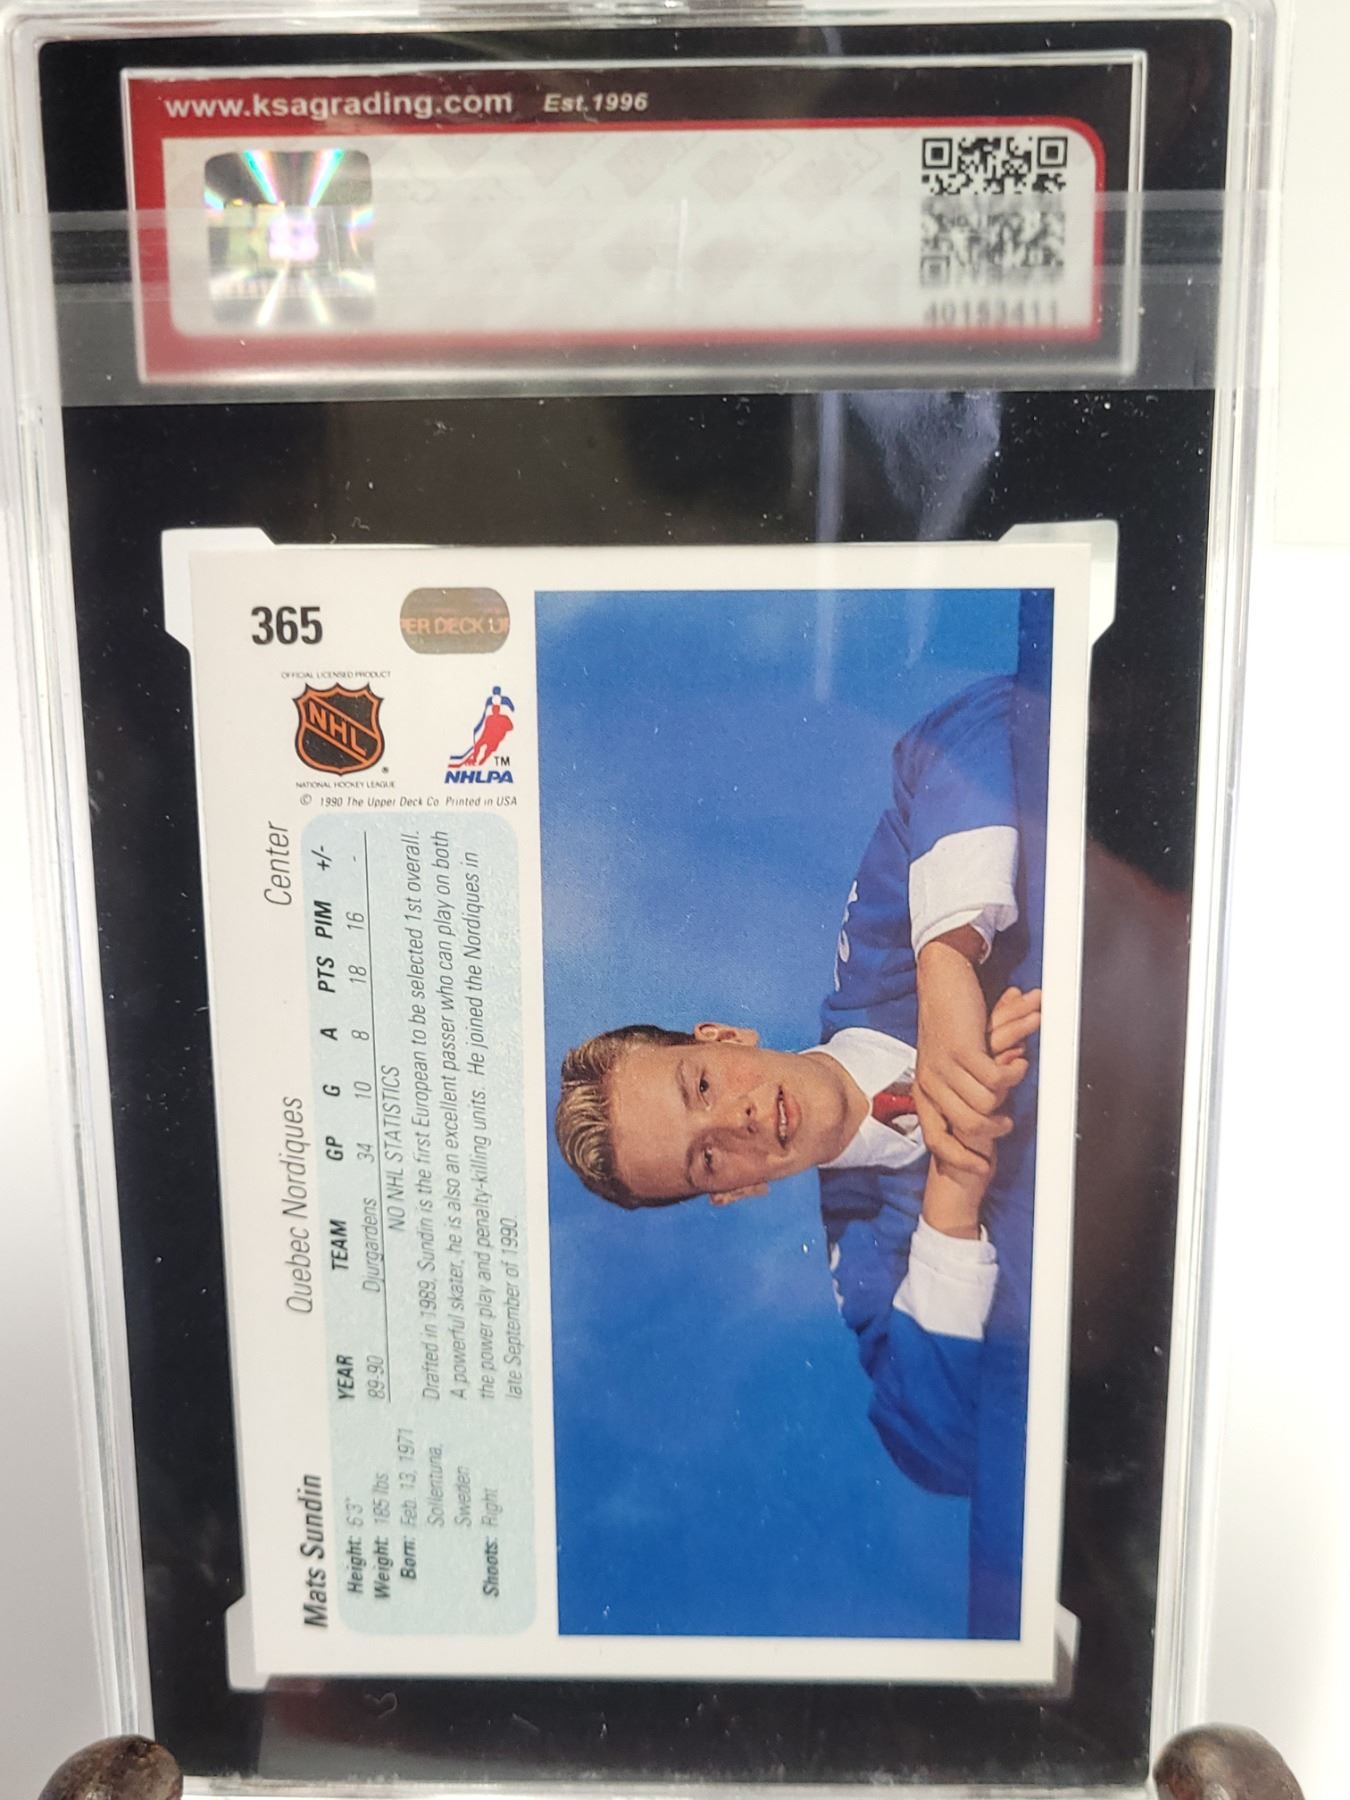 www.ksagrading.com Est.1996
40153411
365
ER DECK U
OFFICIAL LICENSED PRODUCT
NHL
®
NATIONAL HOCKEY LEAGUE
TM
NHLPA
© 1990 The Upper Deck Co. Printed in USA
Mats Sundin Quebec Nordiques Center
Height: 6'3"
Weight: 185 lbs
Born: Feb. 13, 1971
Sollentuna,
Sweden
Shoots: Right
YEAR TEAM GP G A PTS PIM +/-
89-90 Djurgardens 34 10 8 18 16 -
NO NHL STATISTICS
Drafted in 1989, Sundin is the first European to be selected 1st overall.
A powerful skater, he is also an excellent passer who can play on both
the power play and penalty-killing units. He joined the Nordiques in
late September of 1990.